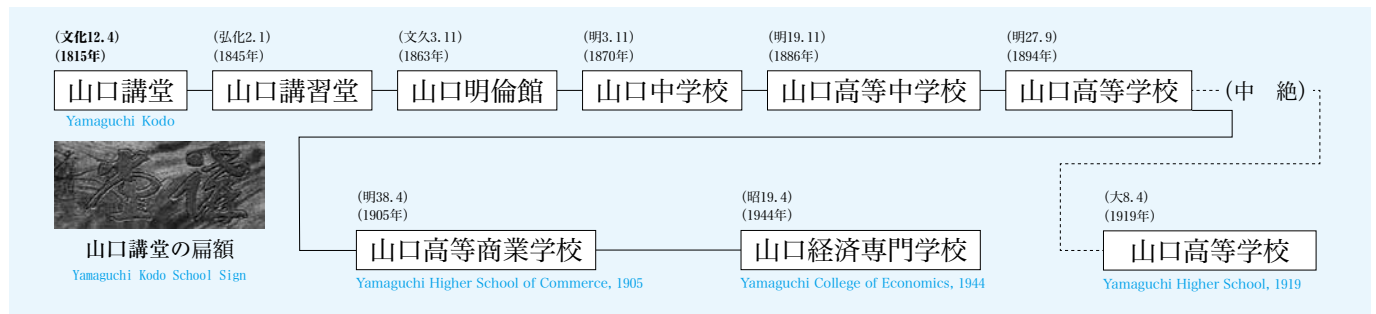 (文化12. 4)
(1815年)
山口講堂
Yamaguchi Kodo
(弘化2. 1)
(1845年)
山口講習堂
(文久3. 11)
(1863年)
山口明倫館
(明3. 11)
(1870年)
山口中学校
(明19. 11)
(1886年)
山口高等中学校
(明27. 9)
(1894年)
山口高等学校
(中　絶)
山口講堂の扁額
Yamaguchi Kodo School Sign
(明38. 4)
(1905年)
山口高等商業学校
Yamaguchi Higher School of Commerce, 1905
(昭19. 4)
(1944年)
山口経済専門学校
Yamaguchi College of Economics, 1944
(大8. 4)
(1919年)
山口高等学校
Yamaguchi Higher School, 1919